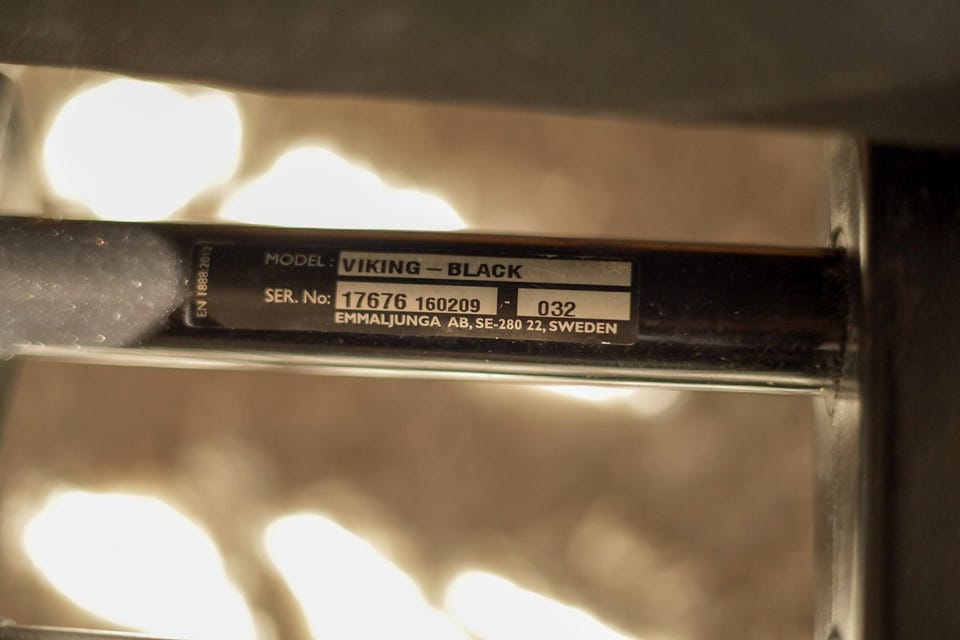 EN 1888:2012
MODEL : VIKING – BLACK
SER. No: 17676 160209 - 032
EMMALJUNGA AB, SE-280 22, SWEDEN